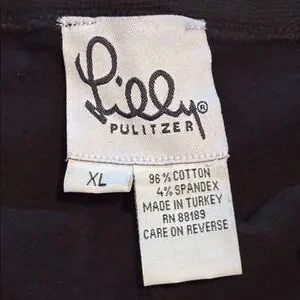 Lilly®
PULITZER
XL
96% COTTON
4% SPANDEX
MADE IN TURKEY
RN 88189
CARE ON REVERSE